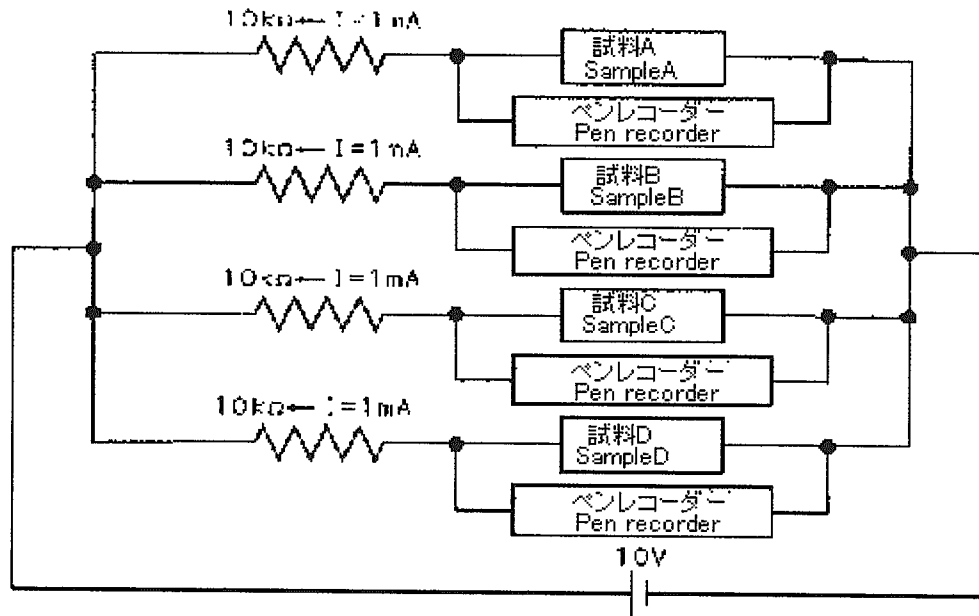 10kΩ← I=1mA
試料A
SampleA
ペンレコーダー
Pen recorder
10kΩ← I=1mA
試料B
SampleB
ペンレコーダー
Pen recorder
10kΩ← I=1mA
試料C
SampleC
ペンレコーダー
Pen recorder
10kΩ← I=1mA
試料D
SampleD
ペンレコーダー
Pen recorder
10V